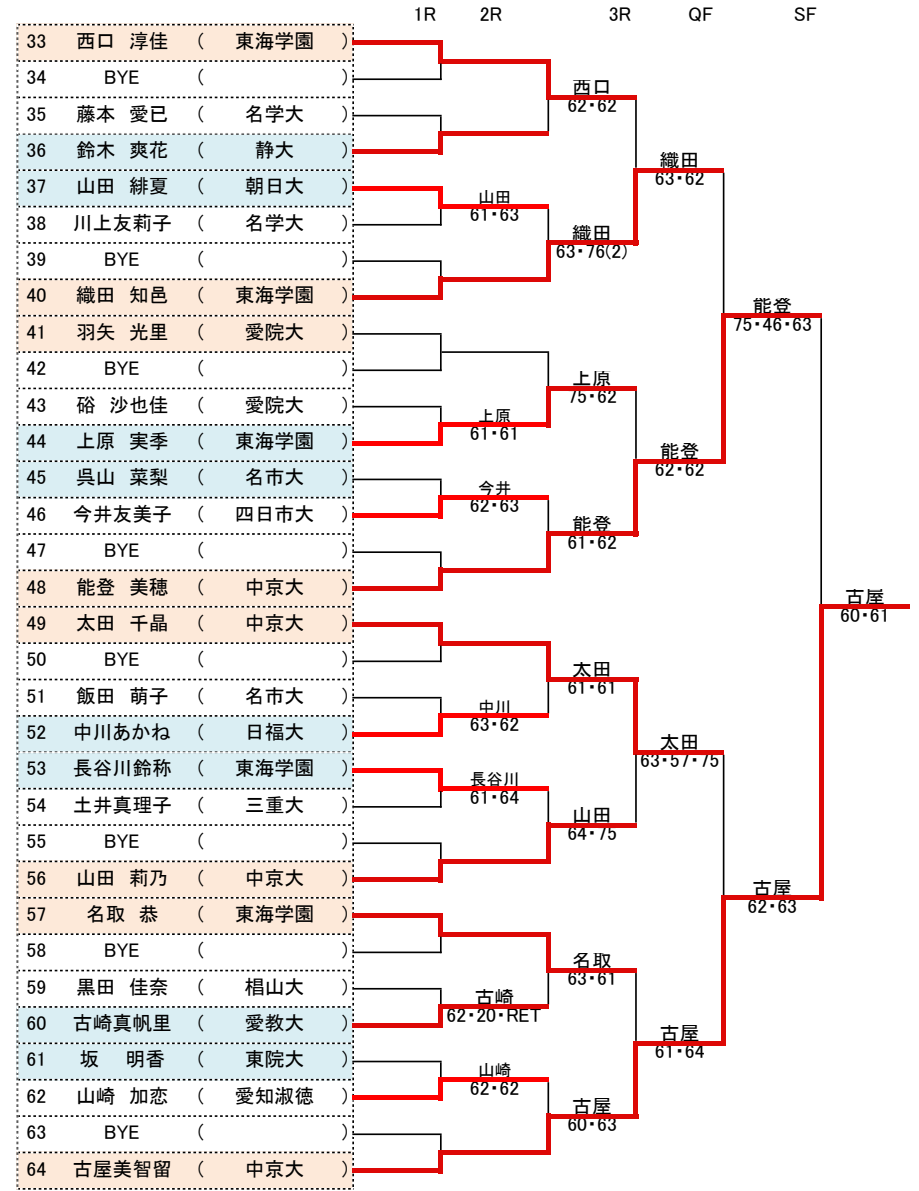 1R 2R 3R QF SF
33 西口 淳佳 ( 東海学園 )
34 BYE ( )
西口
62・62
35 藤本 愛已 ( 名学大 )
36 鈴木 爽花 ( 静大 )
織田
63・62
37 山田 緋夏 ( 朝日大 )
山田
61・63
38 川上友莉子 ( 名学大 )
織田
63・76(2)
39 BYE ( )
40 織田 知邑 ( 東海学園 )
能登
75・46・63
41 羽矢 光里 ( 愛院大 )
42 BYE ( )
上原
75・62
43 硲 沙也佳 ( 愛院大 )
上原
61・61
44 上原 実季 ( 東海学園 )
能登
62・62
45 呉山 菜梨 ( 名市大 )
今井
62・63
46 今井友美子 ( 四日市大 )
能登
61・62
47 BYE ( )
48 能登 美穂 ( 中京大 )
古屋
60・61
49 太田 千晶 ( 中京大 )
50 BYE ( )
太田
61・61
51 飯田 萌子 ( 名市大 )
中川
63・62
52 中川あかね ( 日福大 )
太田
63・57・75
53 長谷川鈴称 ( 東海学園 )
長谷川
61・64
54 土井真理子 ( 三重大 )
山田
64・75
55 BYE ( )
56 山田 莉乃 ( 中京大 )
古屋
62・63
57 名取 恭 ( 東海学園 )
58 BYE ( )
名取
63・61
59 黒田 佳奈 ( 椙山大 )
古崎
62・20・RET
60 古崎真帆里 ( 愛教大 )
古屋
61・64
61 坂 明香 ( 東院大 )
山崎
62・62
62 山崎 加恋 ( 愛知淑徳 )
古屋
60・63
63 BYE ( )
64 古屋美智留 ( 中京大 )